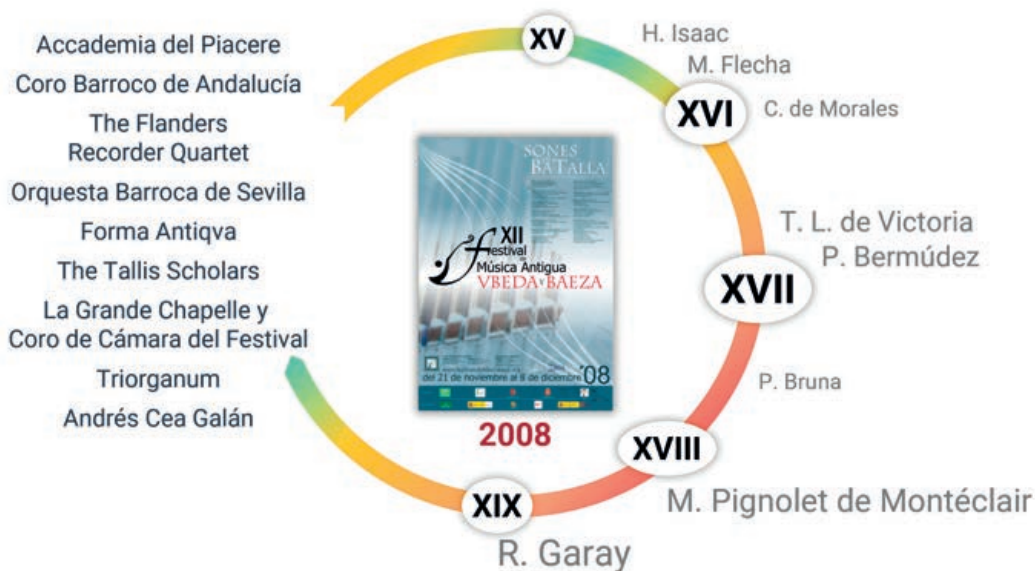 Accademia del Piacere
Coro Barroco de Andalucía
The Flanders
Recorder Quartet
Orquesta Barroca de Sevilla
Forma Antiqva
The Tallis Scholars
La Grande Chapelle y
Coro de Cámara del Festival
Triorganum
Andrés Cea Galán
XV
H. Isaac
M. Flecha
XVI
C. de Morales
T. L. de Victoria
P. Bermúdez
XVII
P. Bruna
XVIII
M. Pignolet de Montéclair
XIX
R. Garay
SONES
BATALLA
XII
festival
Música Antigua
VBEDA Y BAEZA
del 21 de noviembre al 8 de diciembre '08
2008